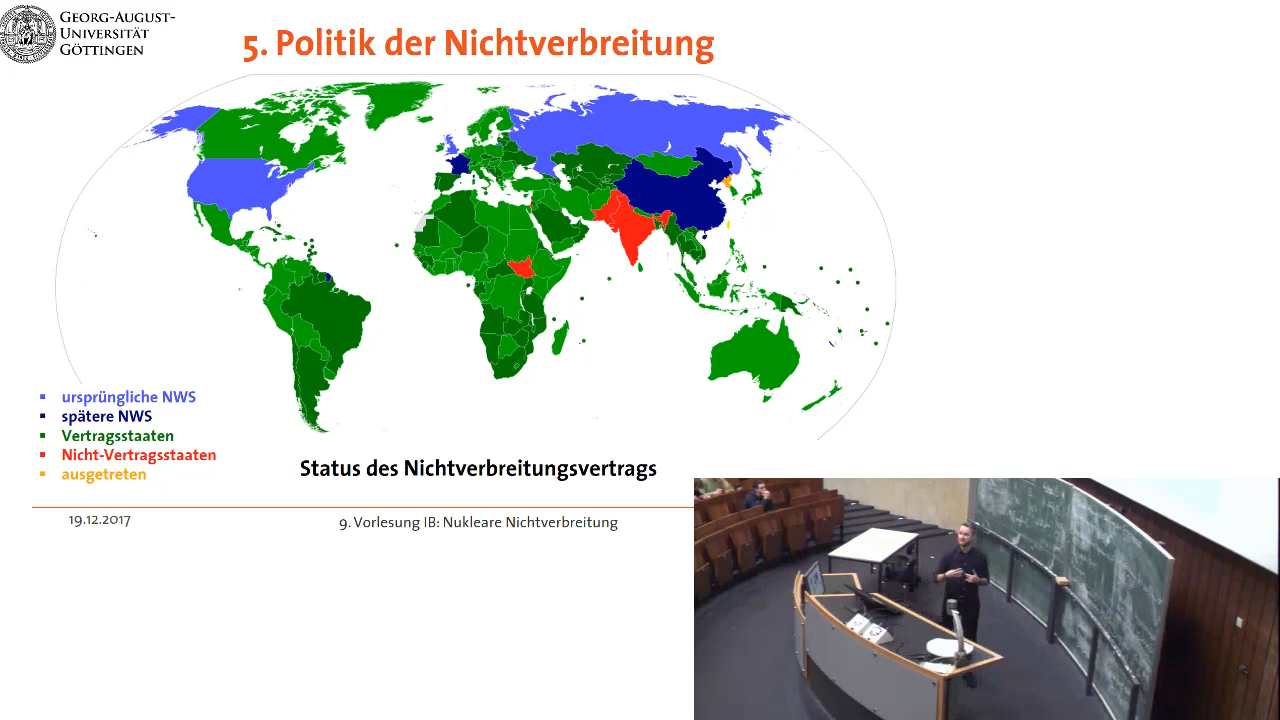 GEORG-AUGUST-
UNIVERSITÄT
GÖTTINGEN
5. Politik der Nichtverbreitung
ursprüngliche NWS
spätere NWS
Vertragsstaaten
Nicht-Vertragsstaaten
ausgetreten
Status des Nichtverbreitungsvertrags
19.12.2017
9. Vorlesung IB: Nukleare Nichtverbreitung